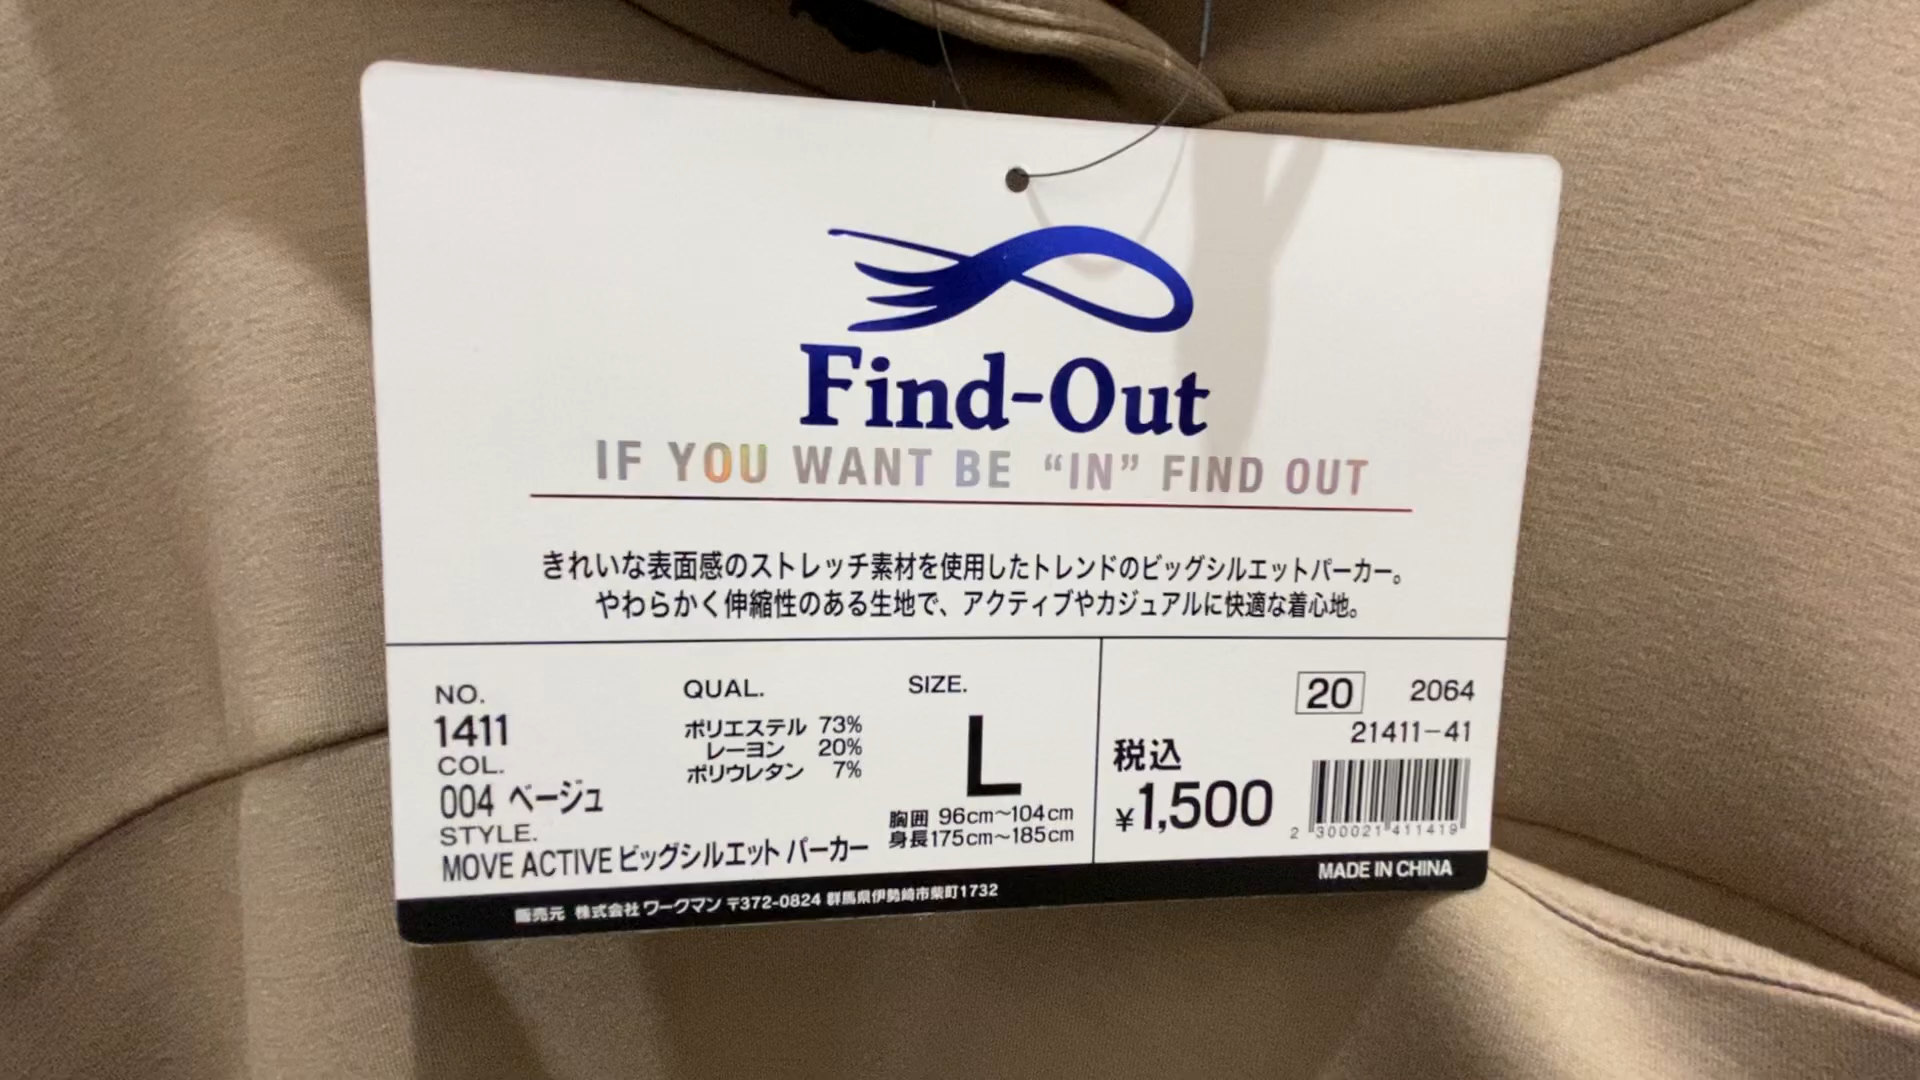 Find-Out
IF YOU WANT BE “IN” FIND OUT
きれいな表面感のストレッチ素材を使用したトレンドのビッグシルエットパーカー。
やわらかく伸縮性のある生地で、アクティブやカジュアルに快適な着心地。
NO.
1411
COL.
004 ベージュ
STYLE.
MOVE ACTIVE ビッグシルエット パーカー
QUAL.
ポリエステル 73%
レーヨン 20%
ポリウレタン 7%
SIZE.
L
胸囲 96cm～104cm
身長175cm～185cm
20 2064
21411-41
税込
¥1,500
2 300021 411419
MADE IN CHINA
販売元 株式会社 ワークマン 〒372-0824 群馬県伊勢崎市柴町1732